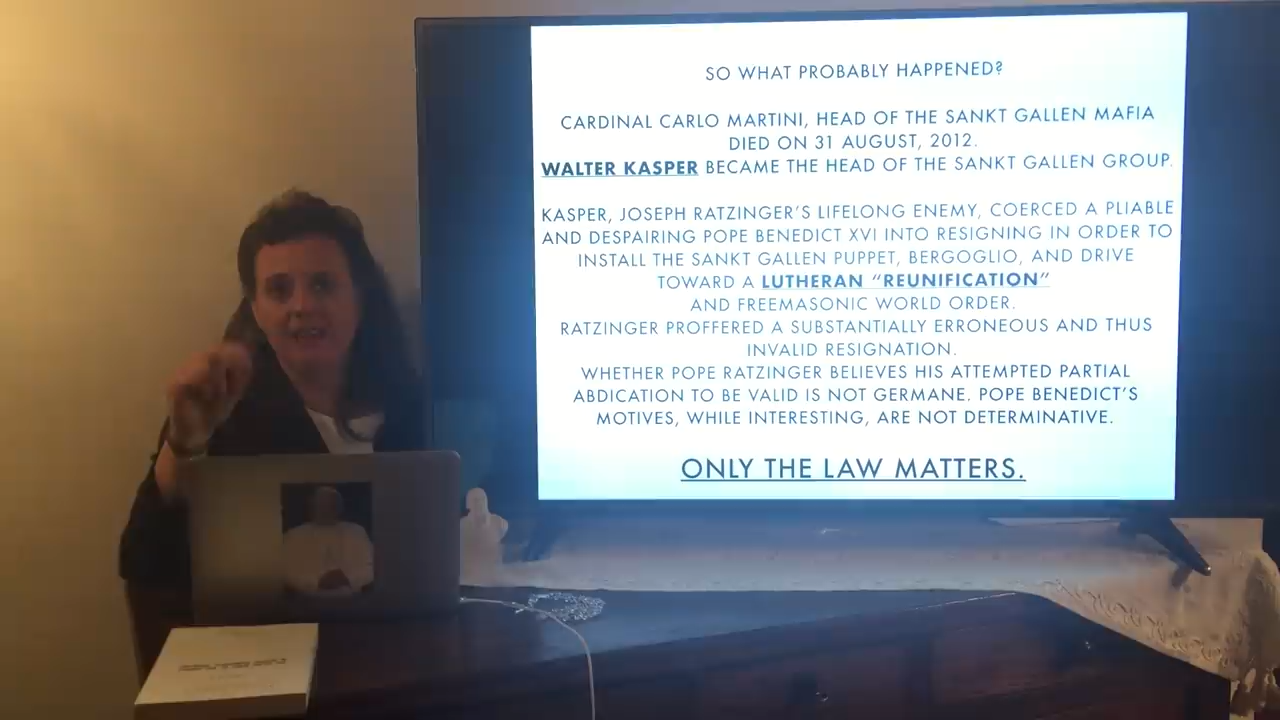 SO WHAT PROBABLY HAPPENED?
CARDINAL CARLO MARTINI, HEAD OF THE SANKT GALLEN MAFIA
DIED ON 31 AUGUST, 2012.
WALTER KASPER BECAME THE HEAD OF THE SANKT GALLEN GROUP.
KASPER, JOSEPH RATZINGER'S LIFELONG ENEMY, COERCED A PLIABLE
AND DESPAIRING POPE BENEDICT XVI INTO RESIGNING IN ORDER TO
INSTALL THE SANKT GALLEN PUPPET, BERGOGLIO, AND DRIVE
TOWARD A LUTHERAN "REUNIFICATION"
AND FREEMASONIC WORLD ORDER.
RATZINGER PROFFERED A SUBSTANTIALLY ERRONEOUS AND THUS
INVALID RESIGNATION.
WHETHER POPE RATZINGER BELIEVES HIS ATTEMPTED PARTIAL
ABDICATION TO BE VALID IS NOT GERMANE. POPE BENEDICT'S
MOTIVES, WHILE INTERESTING, ARE NOT DETERMINATIVE.
ONLY THE LAW MATTERS.